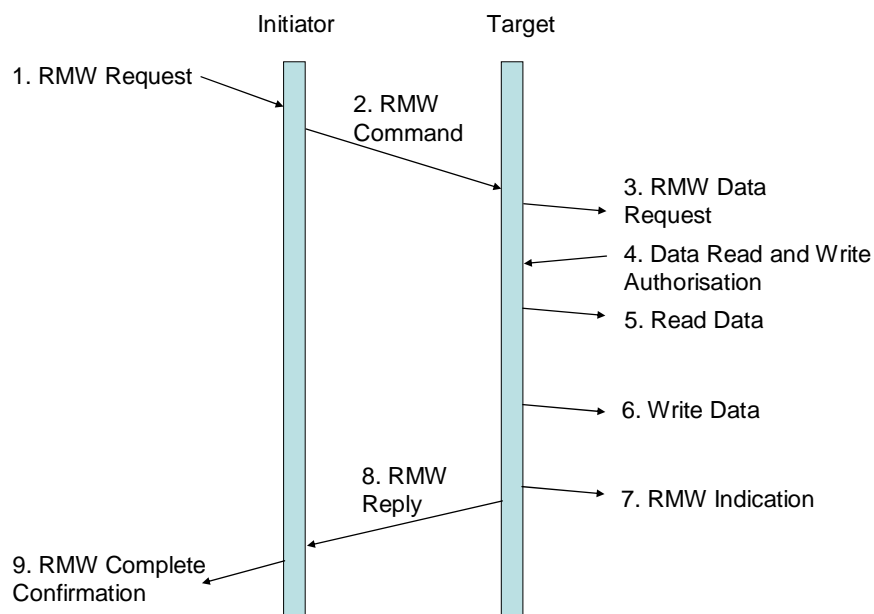 Initiator
Target
1. RMW Request
2. RMW
Command
3. RMW Data
Request
4. Data Read and Write
Authorisation
5. Read Data
6. Write Data
7. RMW Indication
8. RMW
Reply
9. RMW Complete
Confirmation